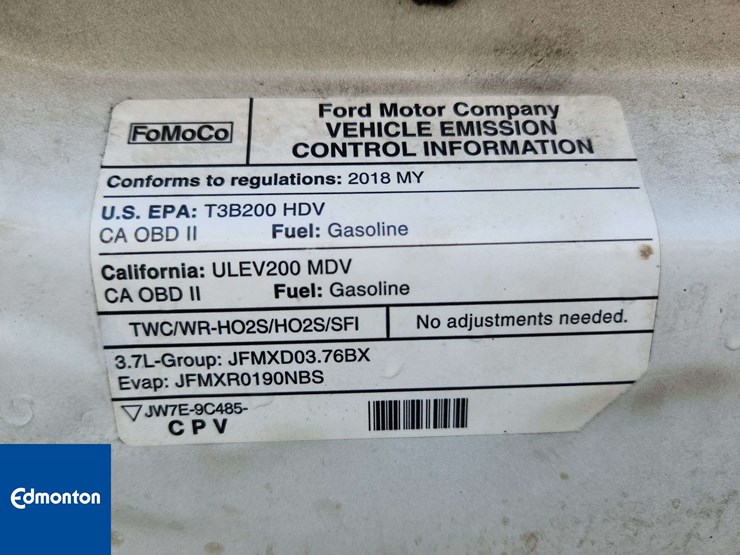 FoMoCo
Ford Motor Company
VEHICLE EMISSION
CONTROL INFORMATION
Conforms to regulations: 2018 MY
U.S. EPA: T3B200 HDV
CA OBD II Fuel: Gasoline
California: ULEV200 MDV
CA OBD II Fuel: Gasoline
TWC/WR-HO2S/HO2S/SFI
No adjustments needed.
3.7L-Group: JFMXD03.76BX
Evap: JFMXR0190NBS
JW7E-9C485-
CPV
Edmonton